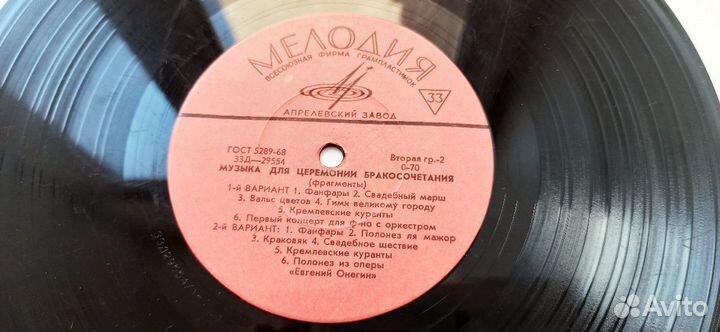 МЕЛОДИЯ
ВСЕСОЮЗНАЯ ФИРМА ГРАМПЛАСТИНОК
33
АПРЕЛЕВСКИЙ ЗАВОД
ГОСТ 5289-68
33Д—29554
Вторая гр.-2
0-70
МУЗЫКА ДЛЯ ЦЕРЕМОНИИ БРАКОСОЧЕТАНИЯ
(фрагменты)
1-й ВАРИАНТ 1. Фанфары 2. Свадебный марш
3. Вальс цветов 4. Гимн великому городу
5. Кремлевские куранты
6. Первый концерт для ф-но с оркестром
2-й ВАРИАНТ: 1. Фанфары 2. Полонез ля мажор
3. Краковяк 4. Свадебное шествие
5. Кремлевские куранты
6. Полонез из оперы
«Евгений Онегин»
Avito